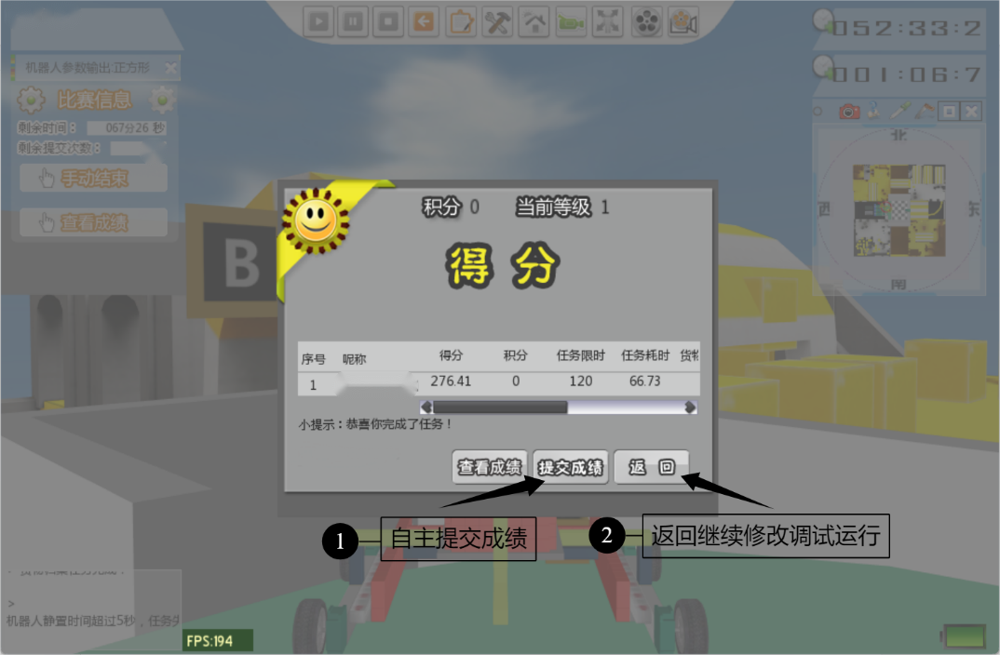 052:33:2
机器人参数输出:正方形
比赛信息
剩余时间： 067分26 秒
剩余提交次数：
手动结束
查看成绩
001:06:7
北
西
东
南
B
积分 0 当前等级 1
得 分
序号 昵称 得分 积分 任务限时 任务耗时 货物
1 276.41 0 120 66.73
小提示：恭喜你完成了任务！
查看成绩 提交成绩 返 回
1 自主提交成绩
2 返回继续修改调试运行
>
机器人静置时间超过5秒，任务失
FPS:194